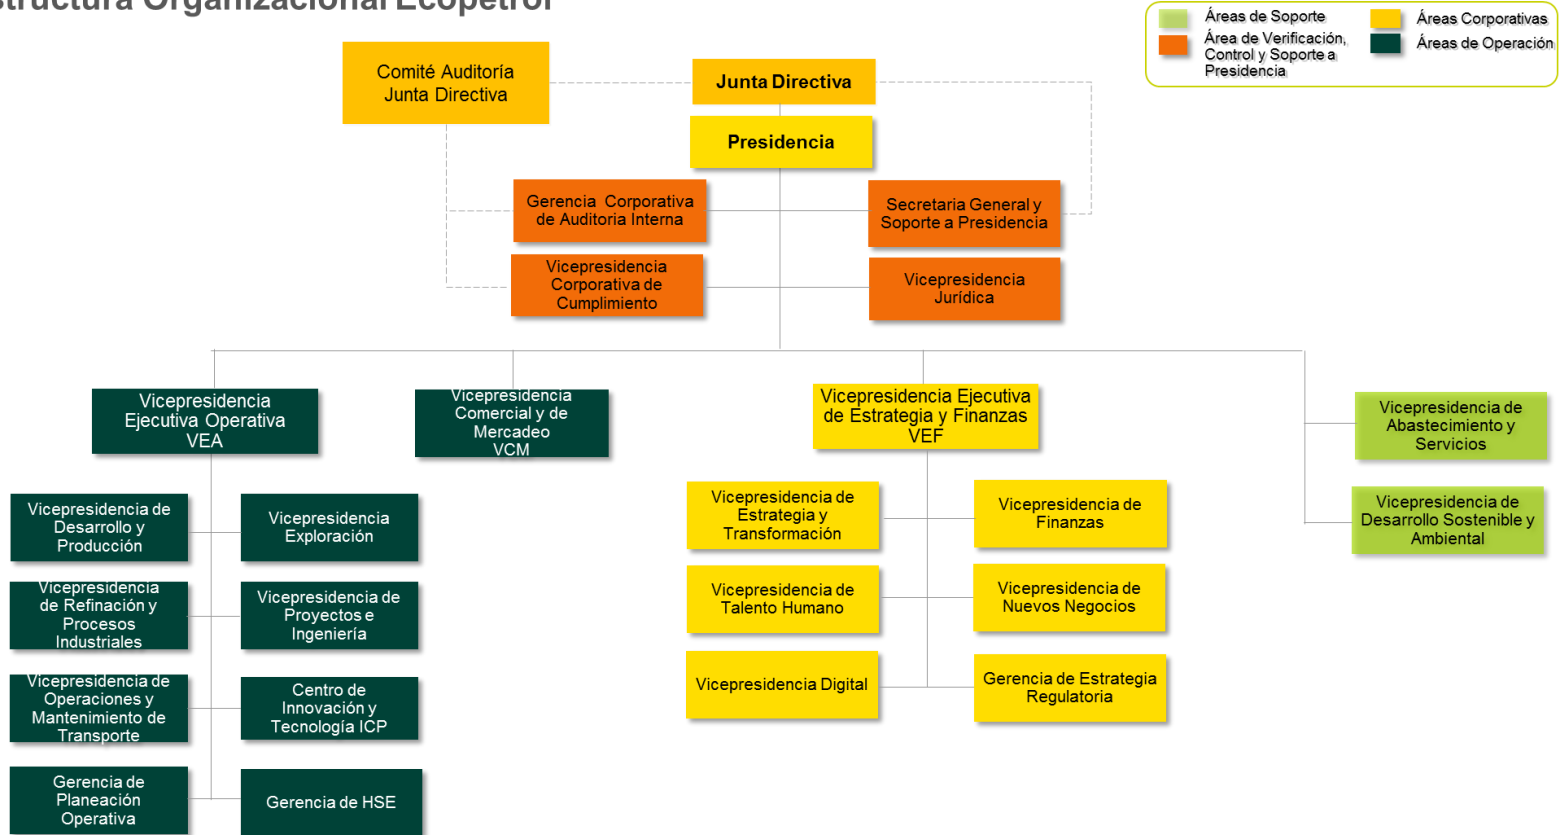 structura Organizacional Ecopetrol
Áreas de Soporte
Área de Verificación,
Control y Soporte a
Presidencia
Áreas Corporativas
Áreas de Operación
Comité Auditoría
Junta Directiva
Junta Directiva
Presidencia
Gerencia Corporativa
de Auditoria Interna
Secretaria General y
Soporte a Presidencia
Vicepresidencia
Corporativa de
Cumplimiento
Vicepresidencia
Jurídica
Vicepresidencia
Ejecutiva Operativa
VEA
Vicepresidencia
Comercial y de
Mercadeo
VCM
Vicepresidencia Ejecutiva
de Estrategia y Finanzas
VEF
Vicepresidencia de
Abastecimiento y
Servicios
Vicepresidencia de
Desarrollo Sostenible y
Ambiental
Vicepresidencia de
Desarrollo y
Producción
Vicepresidencia
Exploración
Vicepresidencia
de Refinación y
Procesos
Industriales
Vicepresidencia de
Proyectos e
Ingeniería
Vicepresidencia de
Operaciones y
Mantenimiento de
Transporte
Centro de
Innovación y
Tecnología ICP
Gerencia de
Planeación
Operativa
Gerencia de HSE
Vicepresidencia de
Estrategia y
Transformación
Vicepresidencia de
Finanzas
Vicepresidencia de
Talento Humano
Vicepresidencia de
Nuevos Negocios
Vicepresidencia Digital
Gerencia de Estrategia
Regulatoria